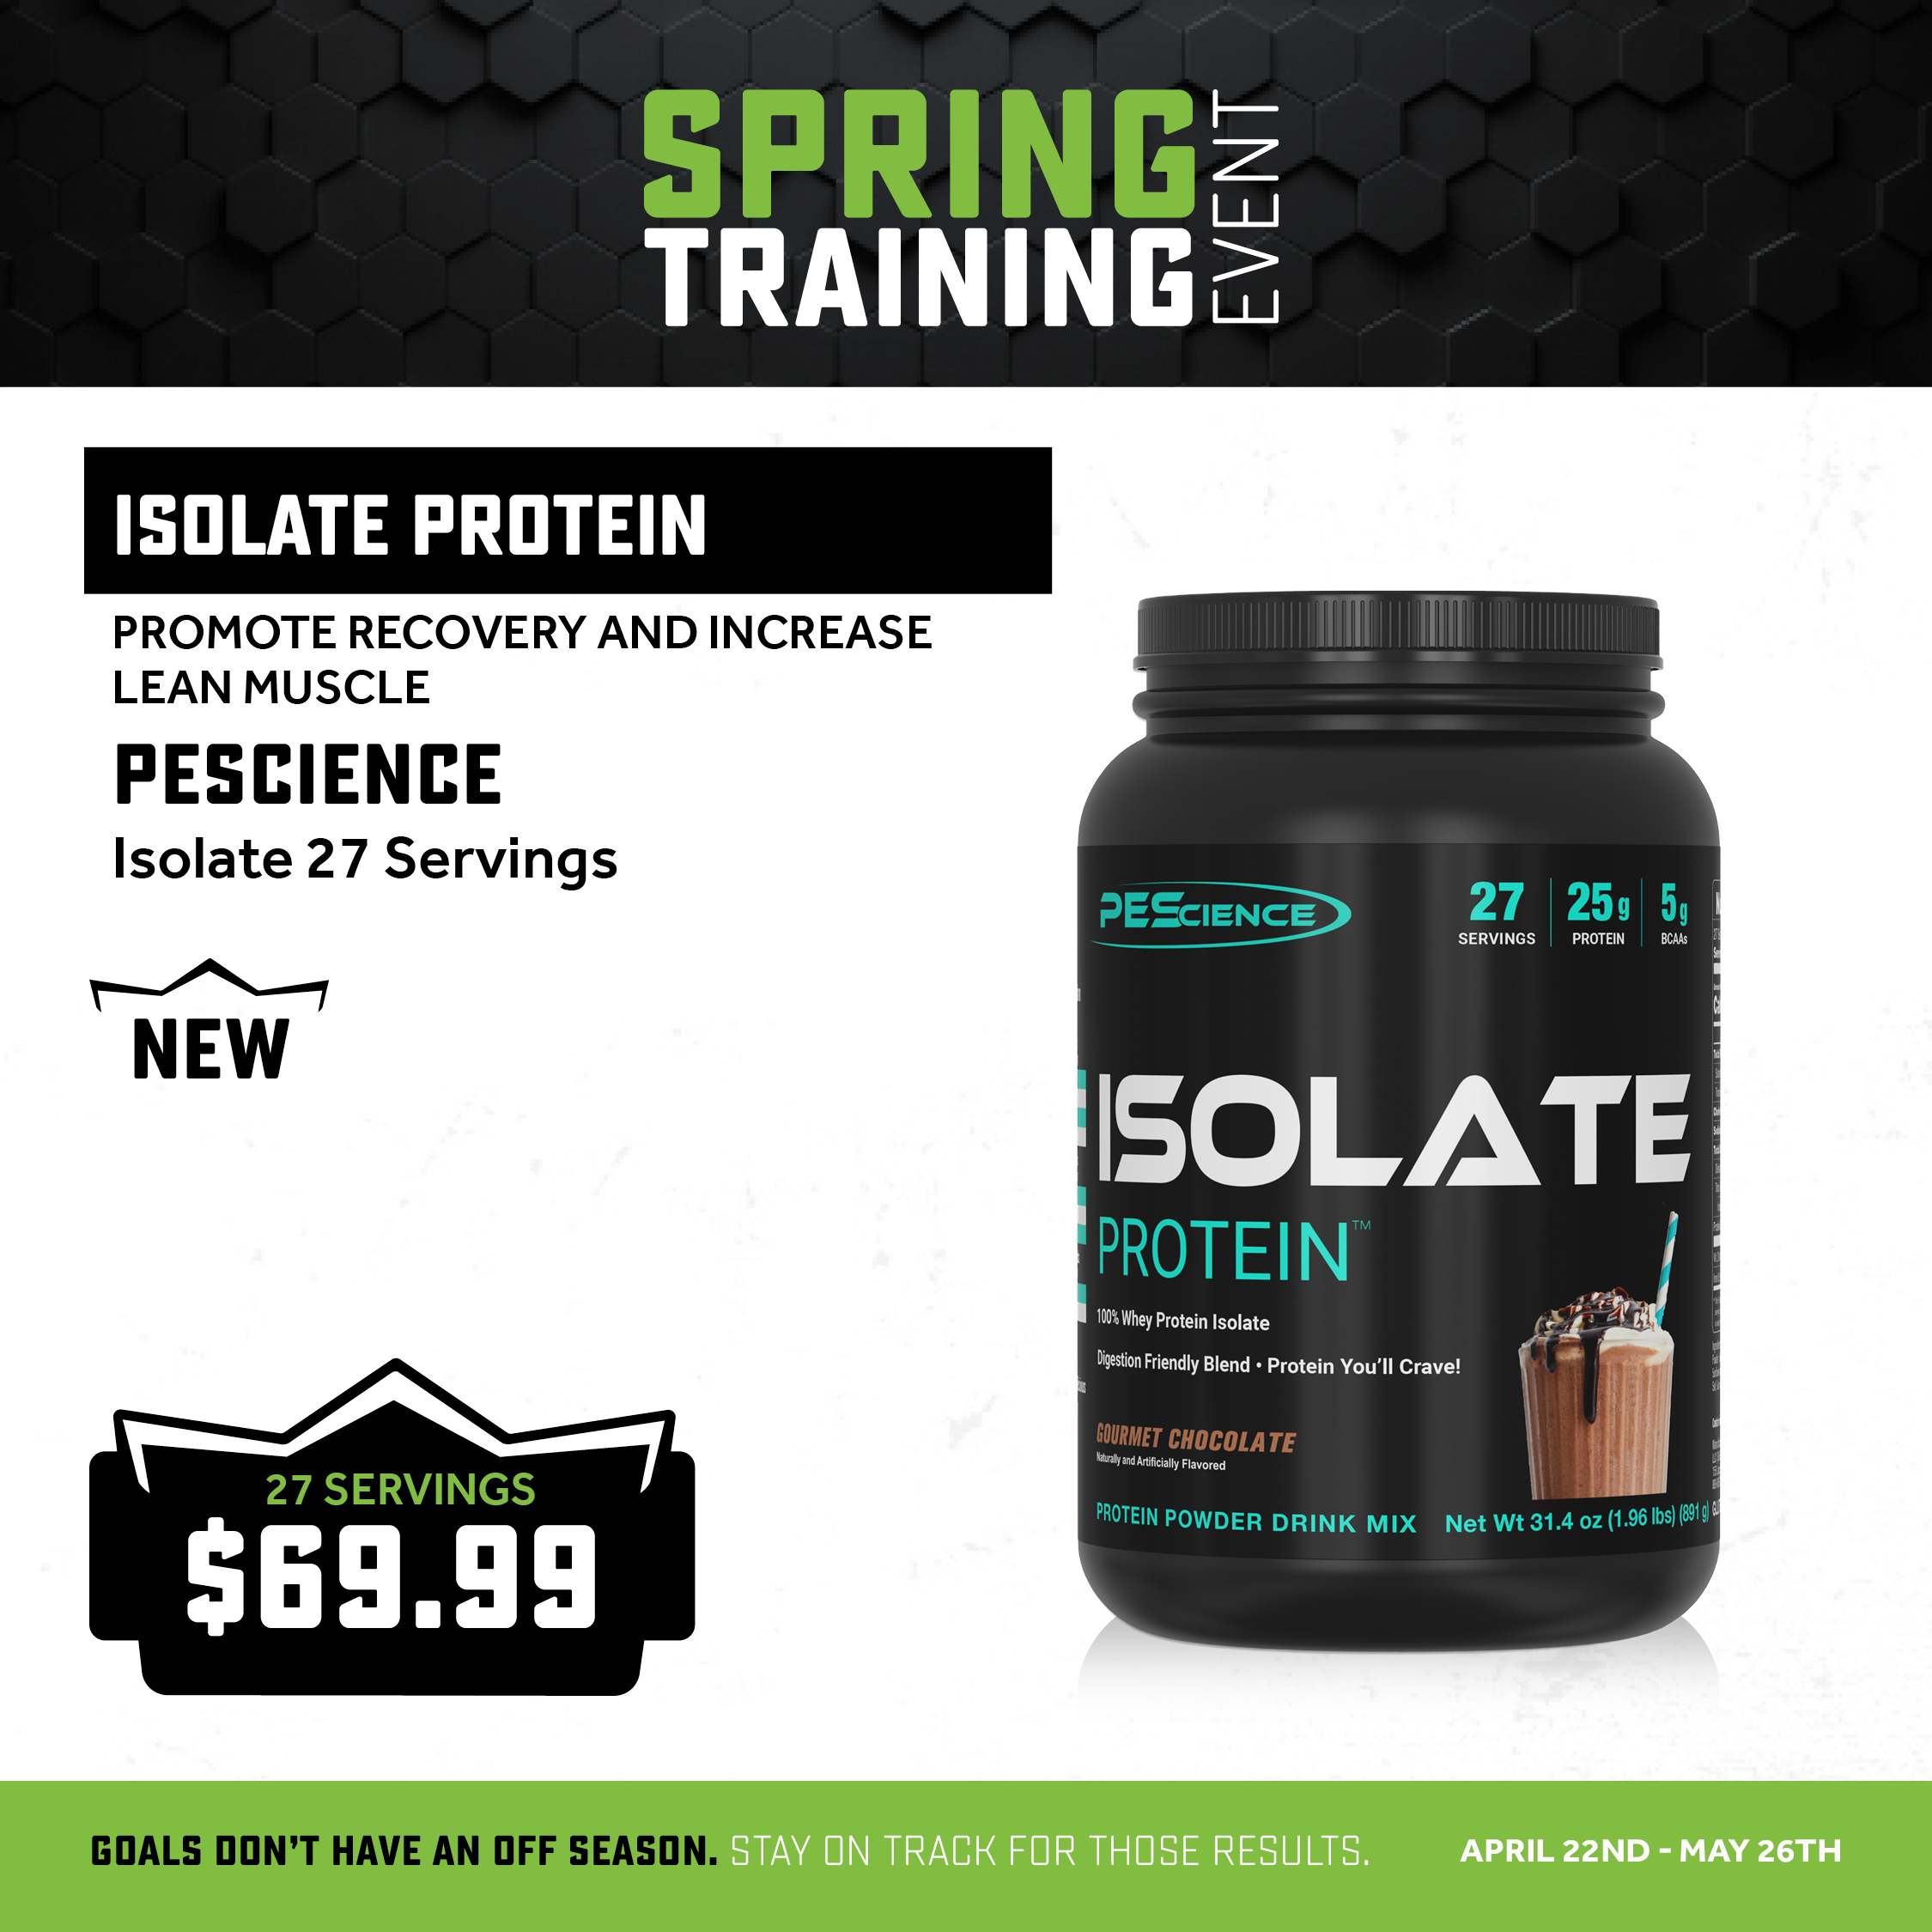 SPRING
TRAINING
EVENT
ISOLATE PROTEIN
PROMOTE RECOVERY AND INCREASE
LEAN MUSCLE
PESCIENCE
Isolate 27 Servings
NEW
27 SERVINGS
$69.99
PESCIENCE
27 25g 5g
SERVINGS PROTEIN BCAAs
ISOLATE
PROTEIN™
100% Whey Protein Isolate
Digestion Friendly Blend • Protein You'll Crave!
GOURMET CHOCOLATE
Naturally and Artificially Flavored
PROTEIN POWDER DRINK MIX Net Wt 31.4 oz (1.96 lbs) (891 g)
GOALS DON'T HAVE AN OFF SEASON. STAY ON TRACK FOR THOSE RESULTS. APRIL 22ND - MAY 26TH